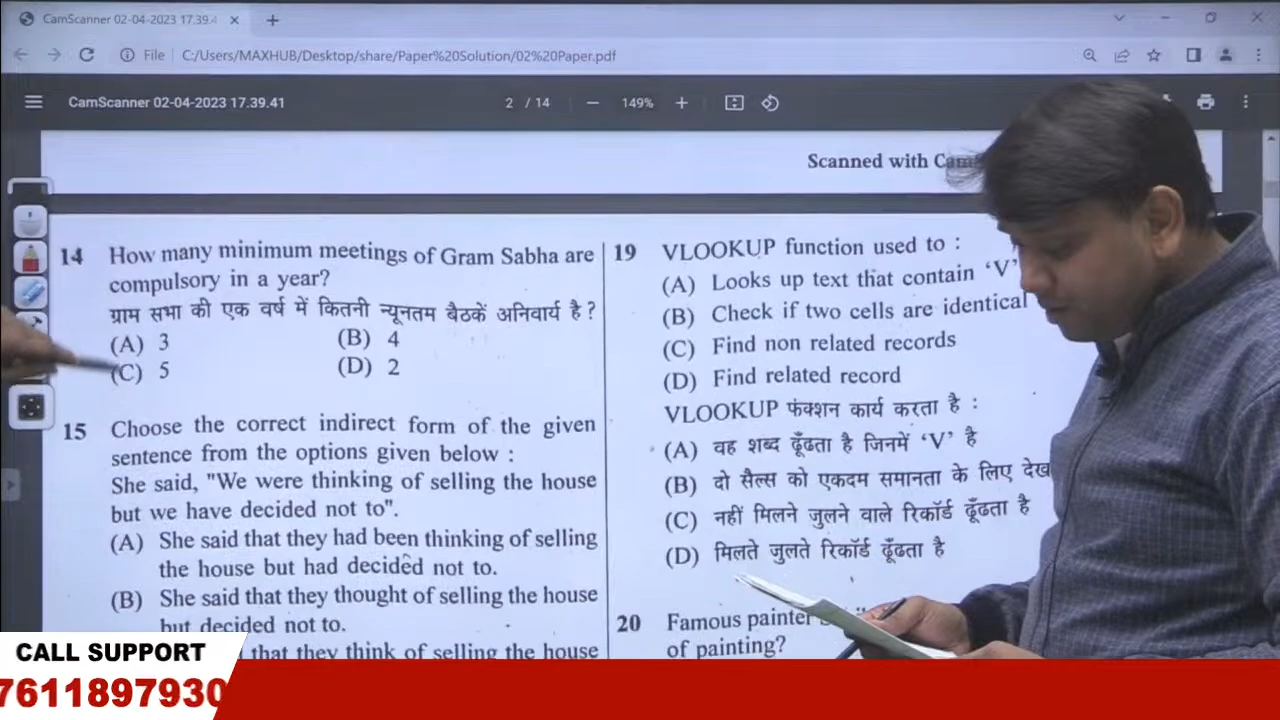 CamScanner 02-04-2023 17.39.4
File C:/Users/MAXHUB/Desktop/share/Paper%20Solution/02%20Paper.pdf
CamScanner 02-04-2023 17.39.41
2 / 14
149%
Scanned with
14 How many minimum meetings of Gram Sabha are
compulsory in a year?
ग्राम सभा की एक वर्ष में कितनी न्यूनतम बैठकें अनिवार्य है ?
(A) 3 (B) 4
(C) 5 (D) 2
15 Choose the correct indirect form of the given
sentence from the options given below :
She said, "We were thinking of selling the house
but we have decided not to".
(A) She said that they had been thinking of selling
the house but had decided not to.
(B) She said that they thought of selling the house
but decided not to.
that they think of selling the house
19 VLOOKUP function used to :
(A) Looks up text that contain ‘V’
(B) Check if two cells are identical
(C) Find non related records
(D) Find related record
VLOOKUP फंक्शन कार्य करता है :
(A) वह शब्द ढूँढता है जिनमें ‘V’ है
(B) दो सैल्स को एकदम समानता के लिए देख
(C) नहीं मिलने जुलने वाले रिकॉर्ड ढूँढता है
(D) मिलते जुलते रिकॉर्ड ढूँढता है
20 Famous painter
of painting?
CALL SUPPORT
7611897930